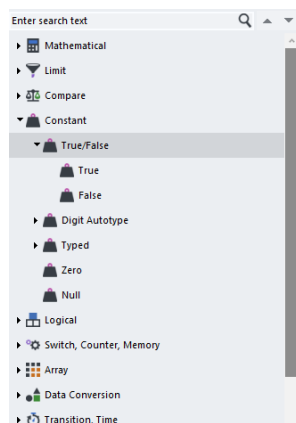 Enter search text
Mathematical
Limit
Compare
Constant
True/False
True
False
Digit Autotype
Typed
Zero
Null
Logical
Switch, Counter, Memory
Array
Data Conversion
Transition, Time